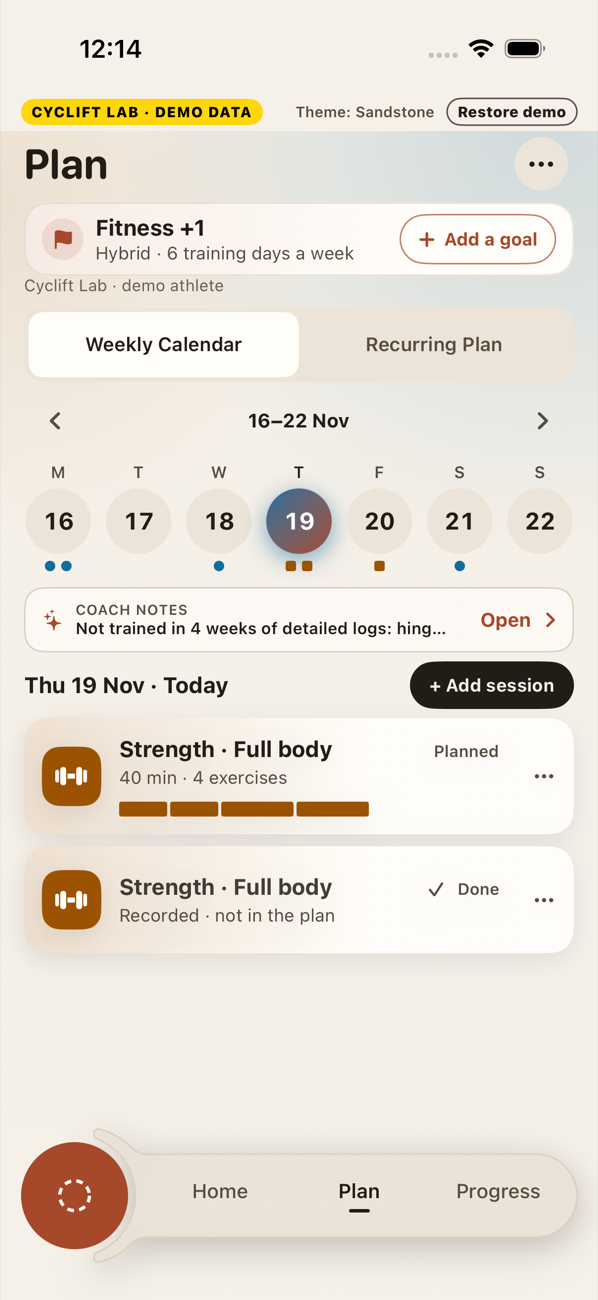 12:14
CYCLIFT LAB · DEMO DATA
Theme: Sandstone
Restore demo
Plan
Fitness +1
Hybrid · 6 training days a week
+ Add a goal
Cyclift Lab · demo athlete
Weekly Calendar
Recurring Plan
16–22 Nov
M T W T F S S
16 17 18 19 20 21 22
COACH NOTES
Not trained in 4 weeks of detailed logs: hing...
Open
Thu 19 Nov · Today
+ Add session
Strength · Full body
Planned
40 min · 4 exercises
Strength · Full body
Done
Recorded · not in the plan
Home
Plan
Progress